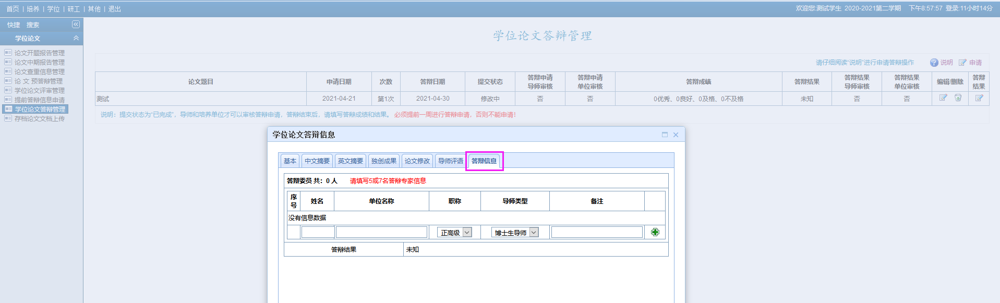 首页 | 培养 | 学位 | 研工 | 其他 | 退出
欢迎您:测试学生 2020-2021第二学期 下午8:57:57 登录:11小时14分
快捷 搜索
学位论文
论文开题报告管理
论文中期报告管理
论文查重信息管理
论 文 预答辩管理
学位论文评审管理
提前答辩信息申请
学位论文答辩管理
存档论文文档上传
学位论文答辩管理
请仔细阅读“说明”进行申请答辩操作 说明 申请
论文题目 申请日期 次数 答辩日期 提交状态 答辩申请导师审核 答辩申请单位审核 答辩成绩 答辩结果 答辩结果导师审核 答辩结果单位审核 编辑/删除 答辩结果
测试 2021-04-21 第1次 2021-04-30 修改中 否 否 0优秀、0良好、0及格、0不及格 未知 否 否
说明：提交状态为“已完成”，导师和培养单位才可以审核答辩申请，答辩结束后，请填写答辩成绩和结果。 必须提前一周进行答辩申请，否则不能申请！
学位论文答辩信息
基本 中文摘要 英文摘要 独创成果 论文修改 导师评语 答辩信息
答辩委员 共：0 人 请填写5或7名答辩专家信息
序号 姓名 单位名称 职称 导师类型 备注
没有信息数据
正高级 博士生导师
答辩结果 未知